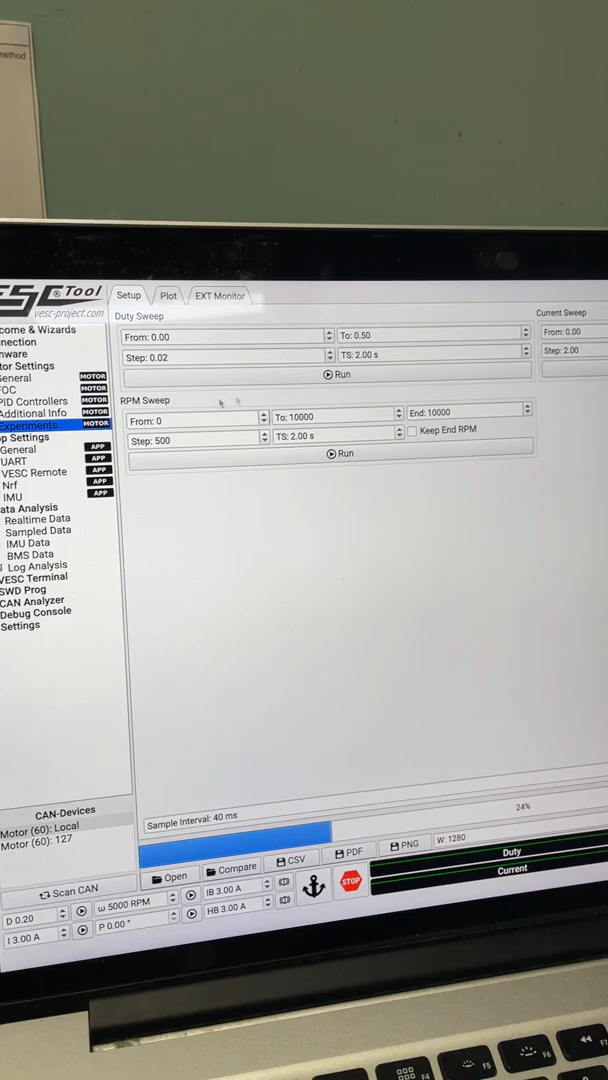 method
Tool
vesc-project.com
Setup
Plot
EXT Monitor
Duty Sweep
From: 0.00
To: 0.50
Step: 0.02
TS: 2.00 s
Run
Current Sweep
From: 0.00
Step: 2.00
RPM Sweep
From: 0
To: 10000
End: 10000
Step: 500
TS: 2.00 s
Keep End RPM
Run
come & Wizards
nection
nware
tor Settings
General MOTOR
FOC MOTOR
PID Controllers MOTOR
Additional Info MOTOR
Experiments MOTOR
p Settings
General APP
UART APP
VESC Remote APP
Nrf APP
IMU APP
ata Analysis
Realtime Data
Sampled Data
IMU Data
BMS Data
Log Analysis
VESC Terminal
SWD Prog
CAN Analyzer
Debug Console
Settings
CAN-Devices
Motor (60): Local
Motor (60): 127
Scan CAN
Sample Interval: 40 ms
24%
Open
Compare
CSV
PDF
PNG
W: 1280
D 0.20
ω 5000 RPM
IB 3.00 A
STOP
Duty
I 3.00 A
P 0.00 °
HB 3.00 A
Current
F4
F5
F6
F7